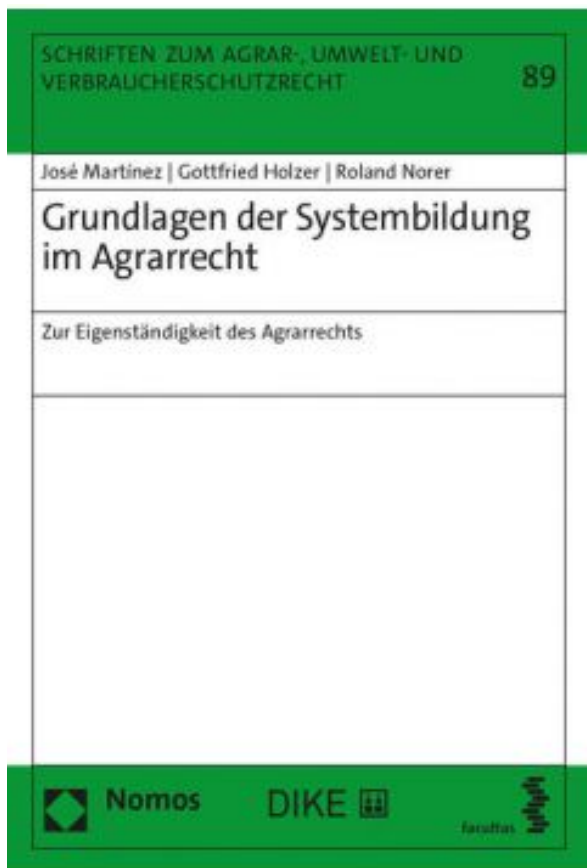 SCHRIFTEN ZUM AGRAR-, UMWELT- UND
VERBRAUCHERSCHUTZRECHT
89
José Martínez | Gottfried Holzer | Roland Norer
Grundlagen der Systembildung
im Agrarrecht
Zur Eigenständigkeit des Agrarrechts
Nomos
DIKE
facultas